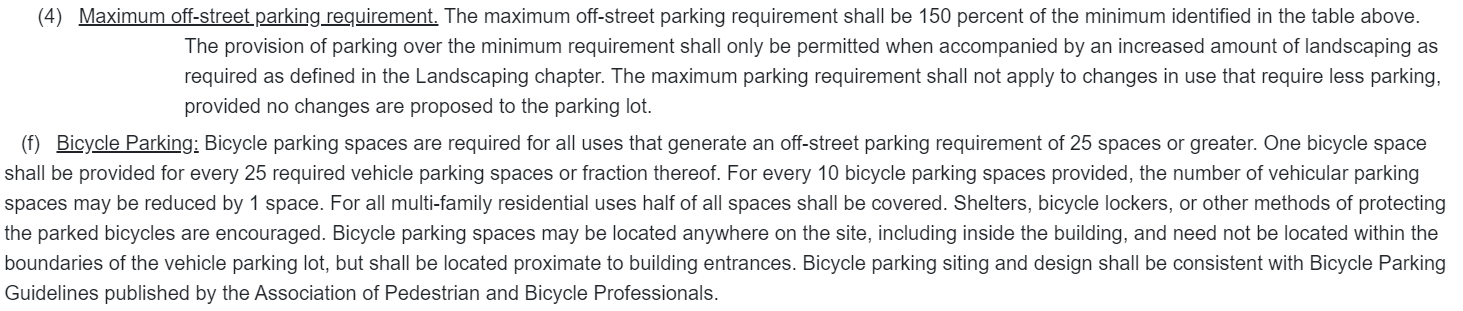 (4) Maximum off-street parking requirement. The maximum off-street parking requirement shall be 150 percent of the minimum identified in the table above.
The provision of parking over the minimum requirement shall only be permitted when accompanied by an increased amount of landscaping as
required as defined in the Landscaping chapter. The maximum parking requirement shall not apply to changes in use that require less parking,
provided no changes are proposed to the parking lot.
(f) Bicycle Parking: Bicycle parking spaces are required for all uses that generate an off-street parking requirement of 25 spaces or greater. One bicycle space
shall be provided for every 25 required vehicle parking spaces or fraction thereof. For every 10 bicycle parking spaces provided, the number of vehicular parking
spaces may be reduced by 1 space. For all multi-family residential uses half of all spaces shall be covered. Shelters, bicycle lockers, or other methods of protecting
the parked bicycles are encouraged. Bicycle parking spaces may be located anywhere on the site, including inside the building, and need not be located within the
boundaries of the vehicle parking lot, but shall be located proximate to building entrances. Bicycle parking siting and design shall be consistent with Bicycle Parking
Guidelines published by the Association of Pedestrian and Bicycle Professionals.